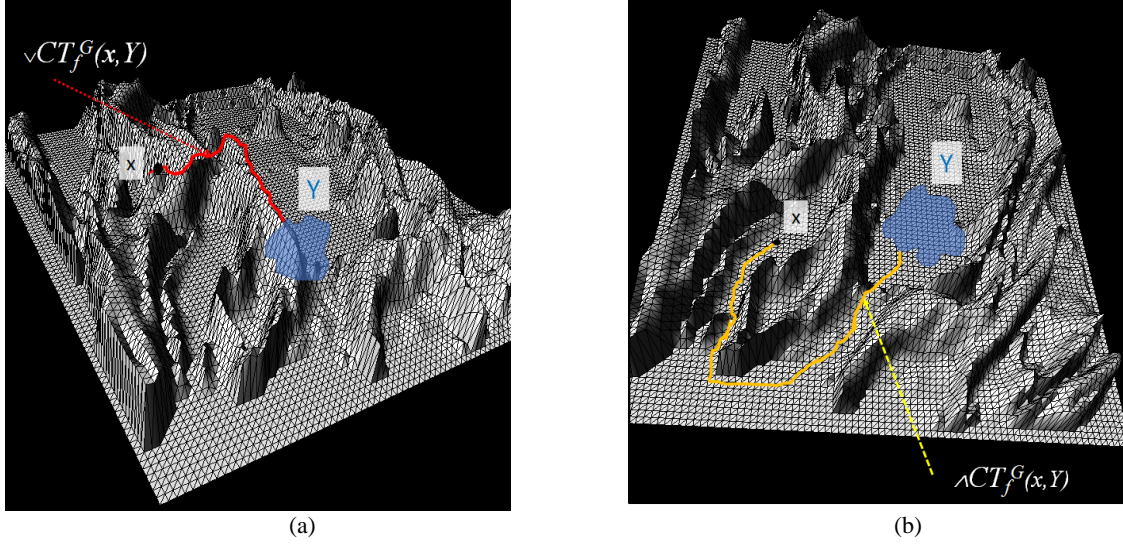 ∨CT_f^G(x,Y)
x
Y
(a)
Y
x
∧CT_f^G(x,Y)
(b)